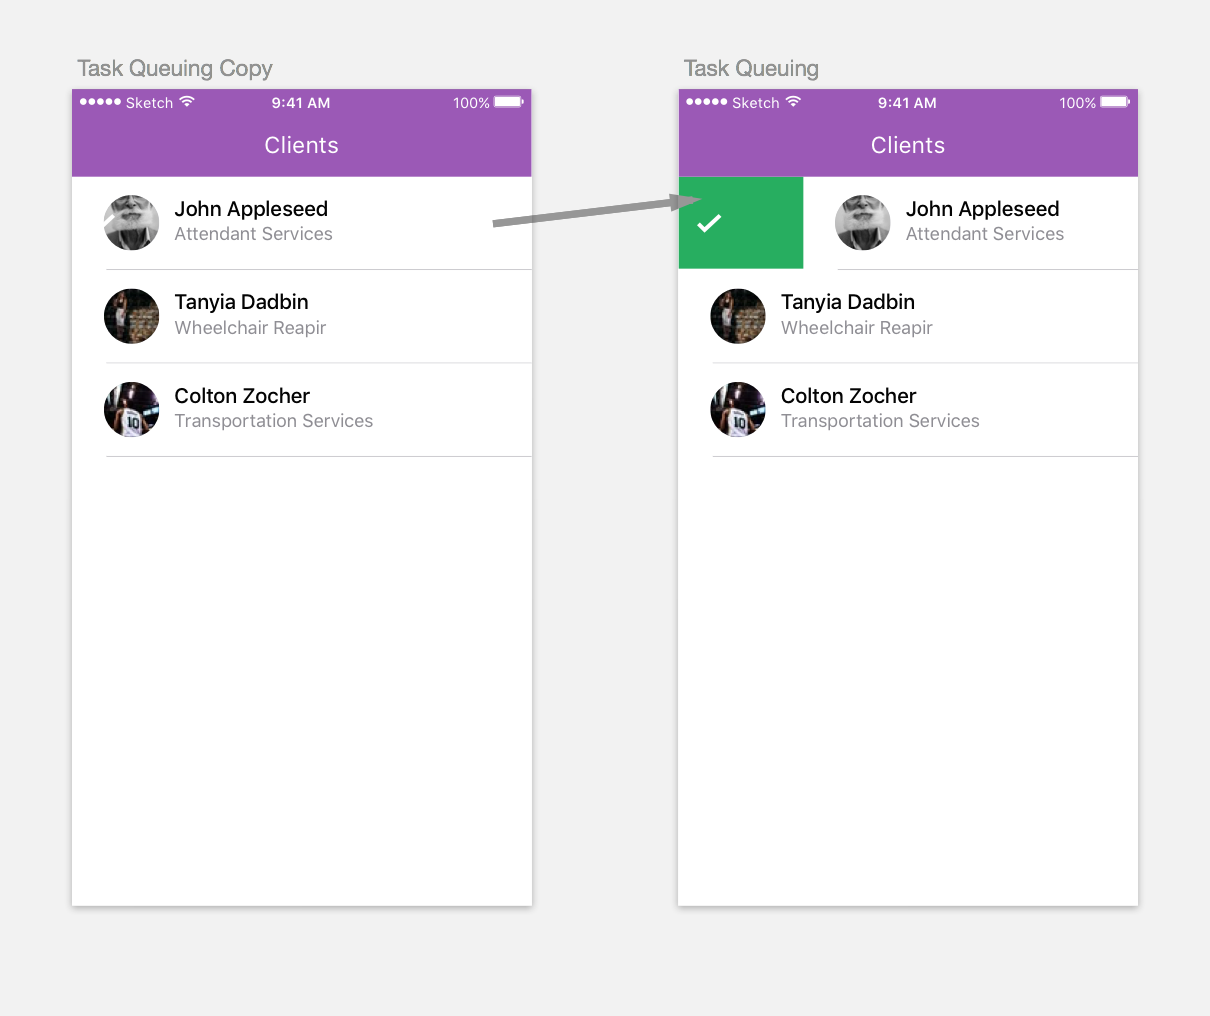 Task Queuing Copy
Sketch 9:41 AM 100%
Clients
John Appleseed
Attendant Services
Tanyia Dadbin
Wheelchair Reapir
Colton Zocher
10
Transportation Services
Task Queuing
Sketch 9:41 AM 100%
Clients
John Appleseed
Attendant Services
Tanyia Dadbin
Wheelchair Reapir
Colton Zocher
10
Transportation Services